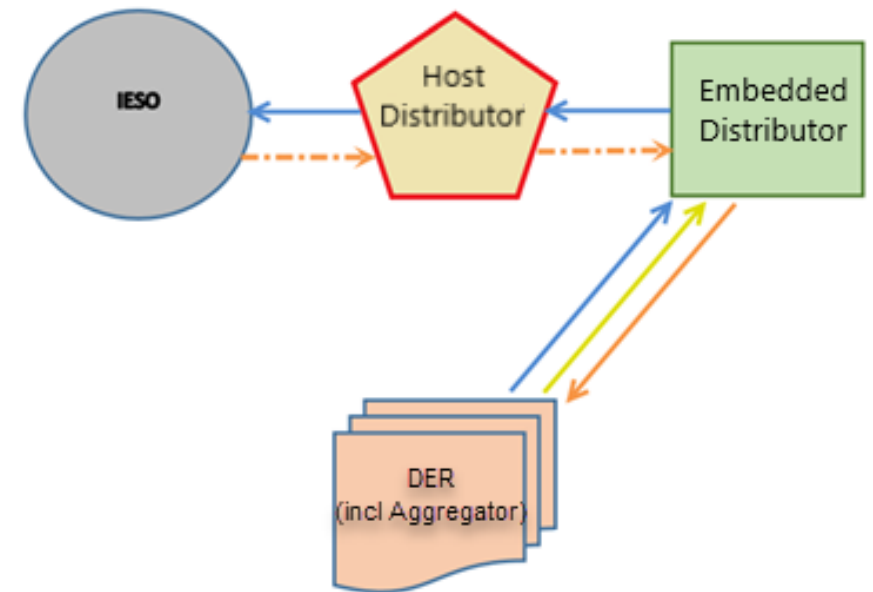 IESO
Host
Distributor
Embedded
Distributor
DER
(incl Aggregator)